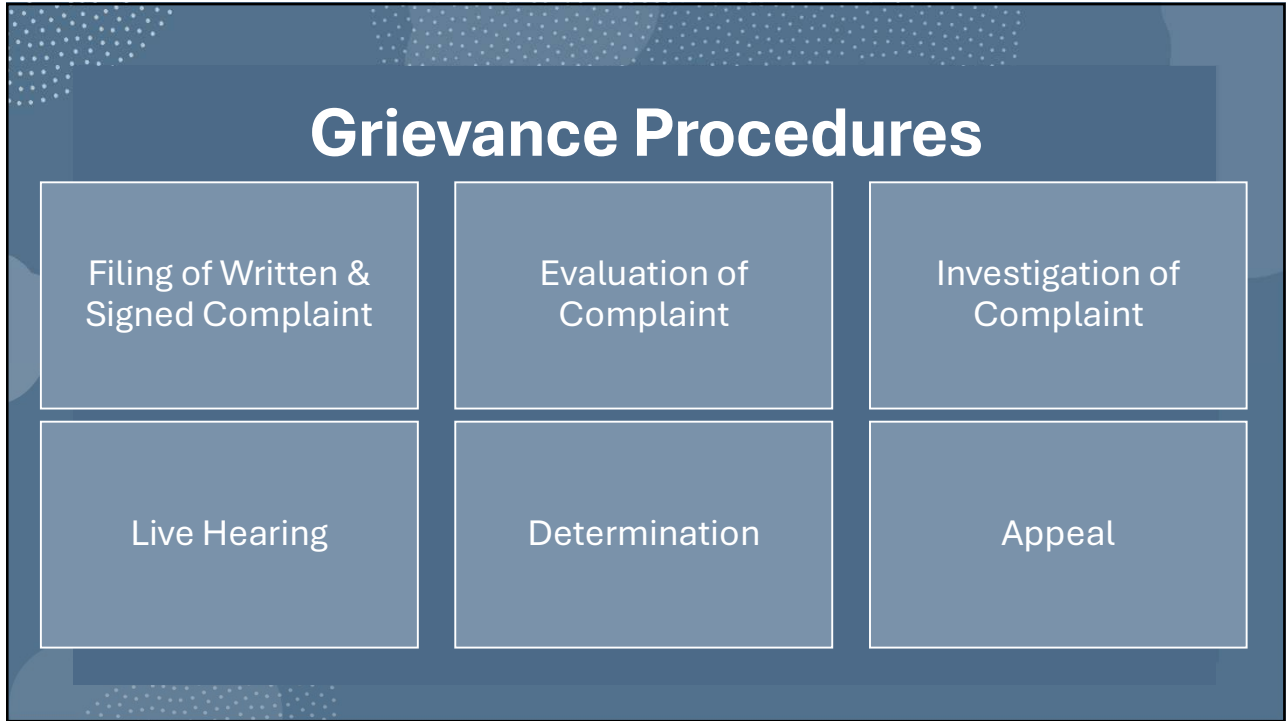 Grievance Procedures
Filing of Written &
Signed Complaint
Evaluation of
Complaint
Investigation of
Complaint
Live Hearing
Determination
Appeal